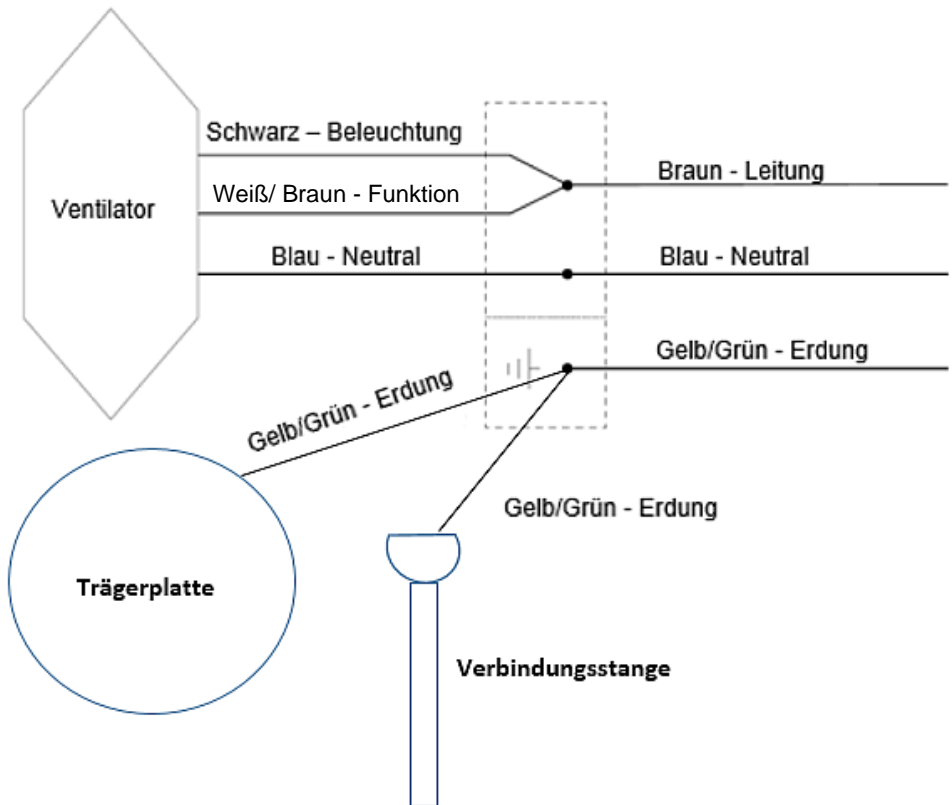 Schwarz – Beleuchtung
Braun - Leitung
Weiß/ Braun - Funktion
Ventilator
Blau - Neutral
Blau - Neutral
Gelb/Grün - Erdung
Gelb/Grün - Erdung
Gelb/Grün - Erdung
Trägerplatte
Verbindungsstange